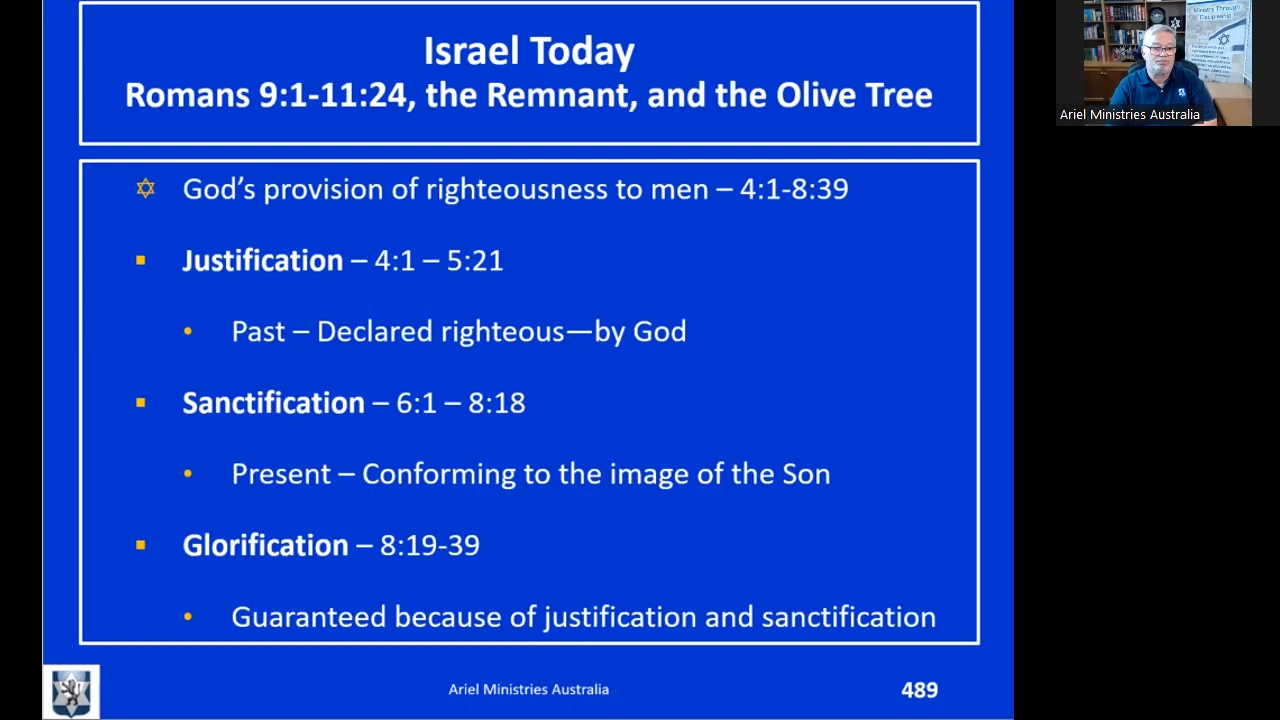 Israel Today
Romans 9:1-11:24, the Remnant, and the Olive Tree
God's provision of righteousness to men – 4:1-8:39
Justification – 4:1 – 5:21
Past – Declared righteous—by God
Sanctification – 6:1 – 8:18
Present – Conforming to the image of the Son
Glorification – 8:19-39
Guaranteed because of justification and sanctification
Ariel Ministries Australia
489
Ministry Through
Discipleship
Ariel Ministries Australia